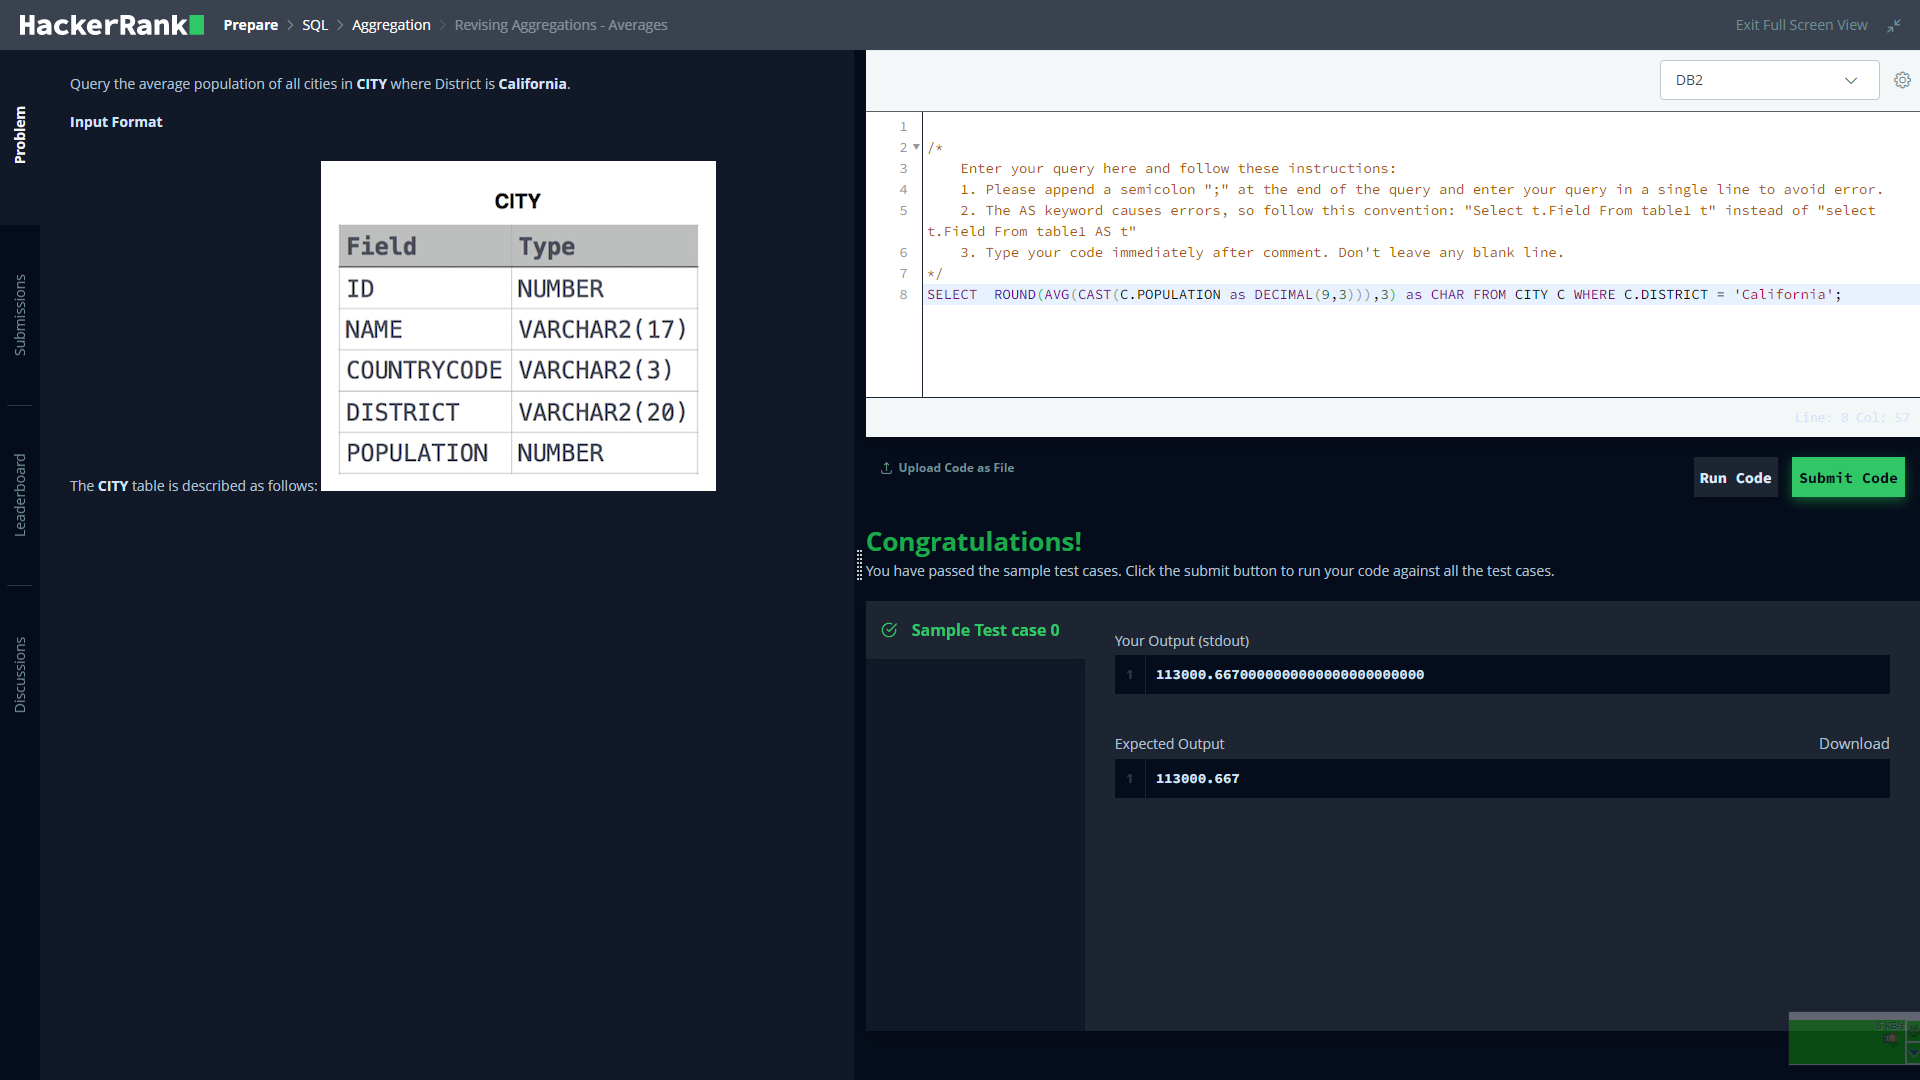 HackerRank
Prepare > SQL > Aggregation > Revising Aggregations - Averages
Exit Full Screen View
Problem
Submissions
Leaderboard
Discussions
Query the average population of all cities in CITY where District is California.
Input Format
CITY
Field Type
ID NUMBER
NAME VARCHAR2(17)
COUNTRYCODE VARCHAR2(3)
DISTRICT VARCHAR2(20)
POPULATION NUMBER
The CITY table is described as follows:
DB2
1
2 /*
3 Enter your query here and follow these instructions:
4 1. Please append a semicolon ";" at the end of the query and enter your query in a single line to avoid error.
5 2. The AS keyword causes errors, so follow this convention: "Select t.Field From table1 t" instead of "select
t.Field From table1 AS t"
6 3. Type your code immediately after comment. Don't leave any blank line.
7 */
8 SELECT  ROUND(AVG(CAST(C.POPULATION as DECIMAL(9,3))),3) as CHAR FROM CITY C WHERE C.DISTRICT = 'California';
Line: 8 Col: 57
Upload Code as File
Run Code
Submit Code
Congratulations!
You have passed the sample test cases. Click the submit button to run your code against all the test cases.
Sample Test case 0
Your Output (stdout)
1 113000.6670000000000000000000000
Expected Output
Download
1 113000.667